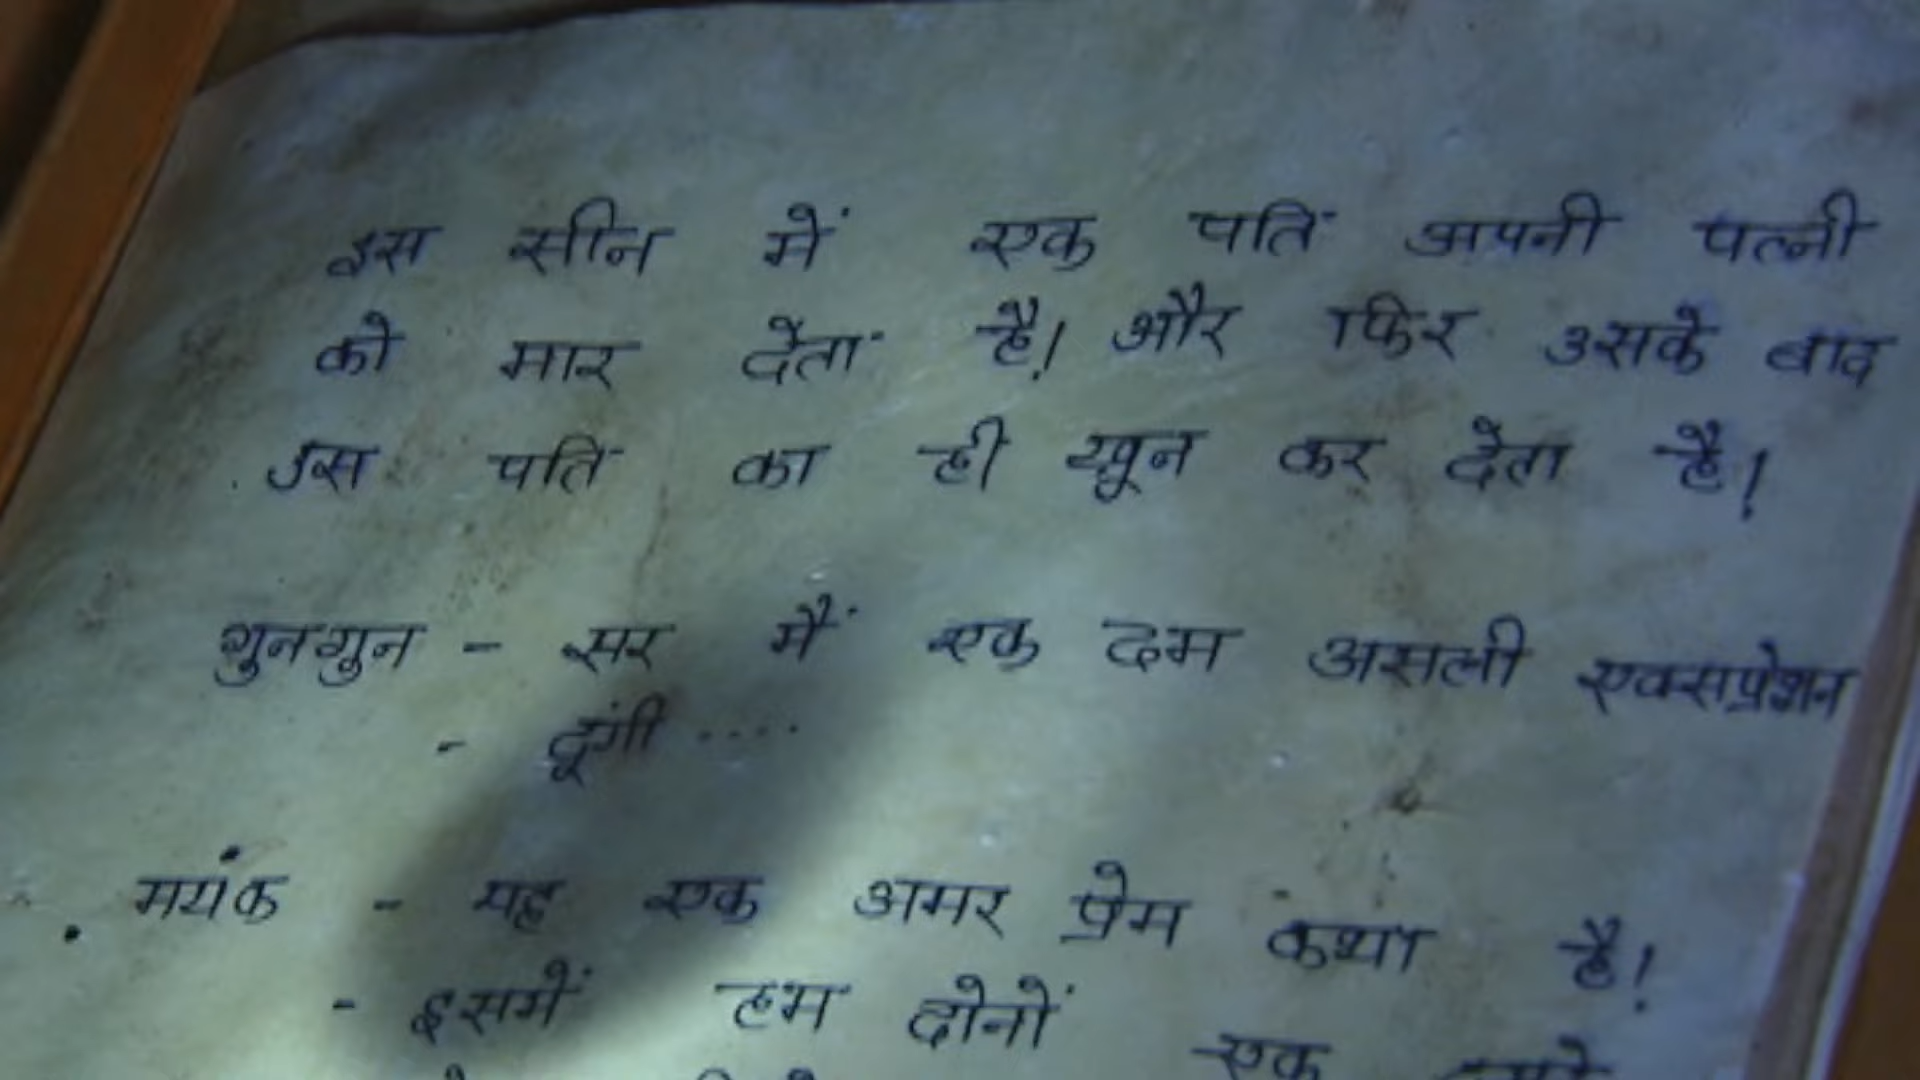 इस सीन में एक पति अपनी पत्नी
को मार देता है! और फिर उसके बाद
उस पति का ही खून कर देता है!
गुनगुन - सर मैं एक दम असली एक्सप्रेशन
- दूंगी ....
मयंक - यह एक अमर प्रेम कथा है!
- इसमें हम दोनों एक